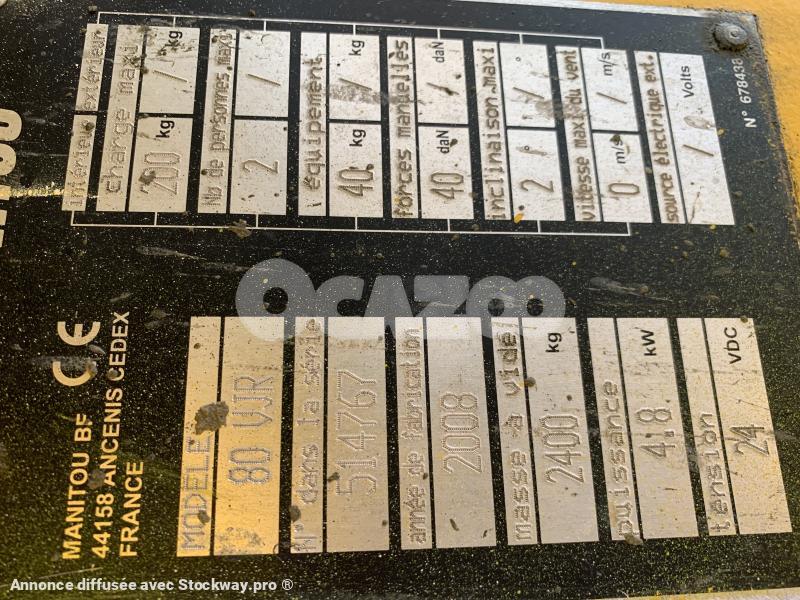 MANITOU BF
44158 ANCENIS CEDEX
FRANCE
CE
MODELE
80 VJR
N° dans la série
514767
année de fabrication
2008
masse a vide
2400 kg
puissance
4.8 kW
tension
24 VDC
intérieur extérieur
Charge maxi
200 kg / kg
Nb de personnes maxi
2 /
équipement
40 kg / kg
forces manuelles
40 daN / daN
inclinaison maxi
2 ° / °
vitesse maxi du vent
0 m/s / m/s
source électrique ext.
/ Volts
N° 678438
OCAZOO
Annonce diffusée avec Stockway.pro ®